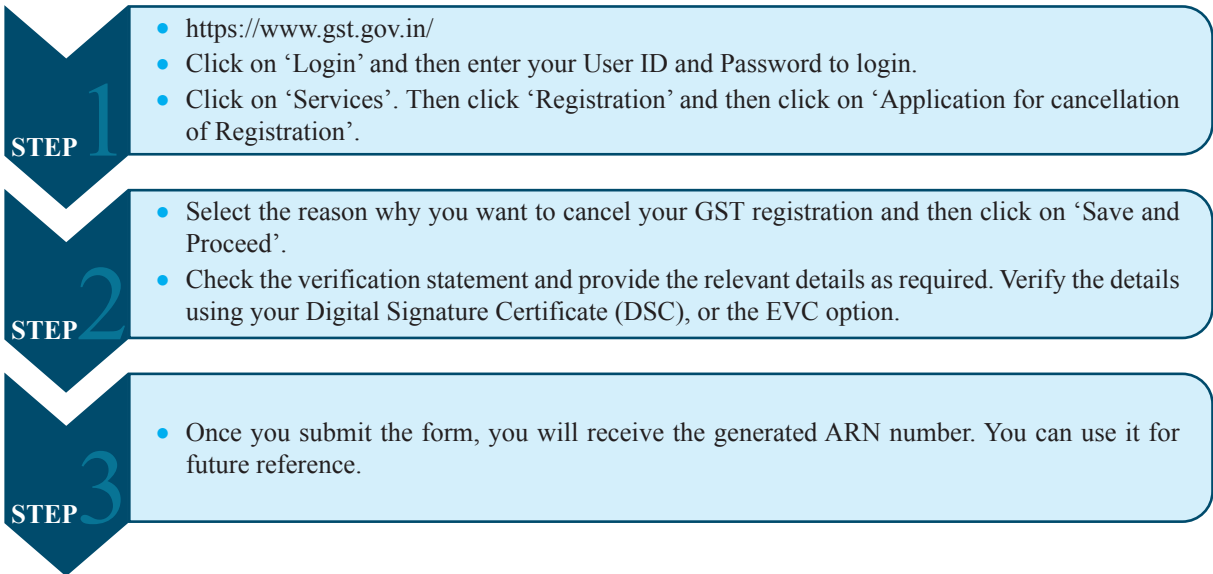 STEP 1
• https://www.gst.gov.in/
• Click on ‘Login’ and then enter your User ID and Password to login.
• Click on ‘Services’. Then click ‘Registration’ and then click on ‘Application for cancellation
of Registration’.
STEP 2
• Select the reason why you want to cancel your GST registration and then click on ‘Save and
Proceed’.
• Check the verification statement and provide the relevant details as required. Verify the details
using your Digital Signature Certificate (DSC), or the EVC option.
STEP 3
• Once you submit the form, you will receive the generated ARN number. You can use it for
future reference.